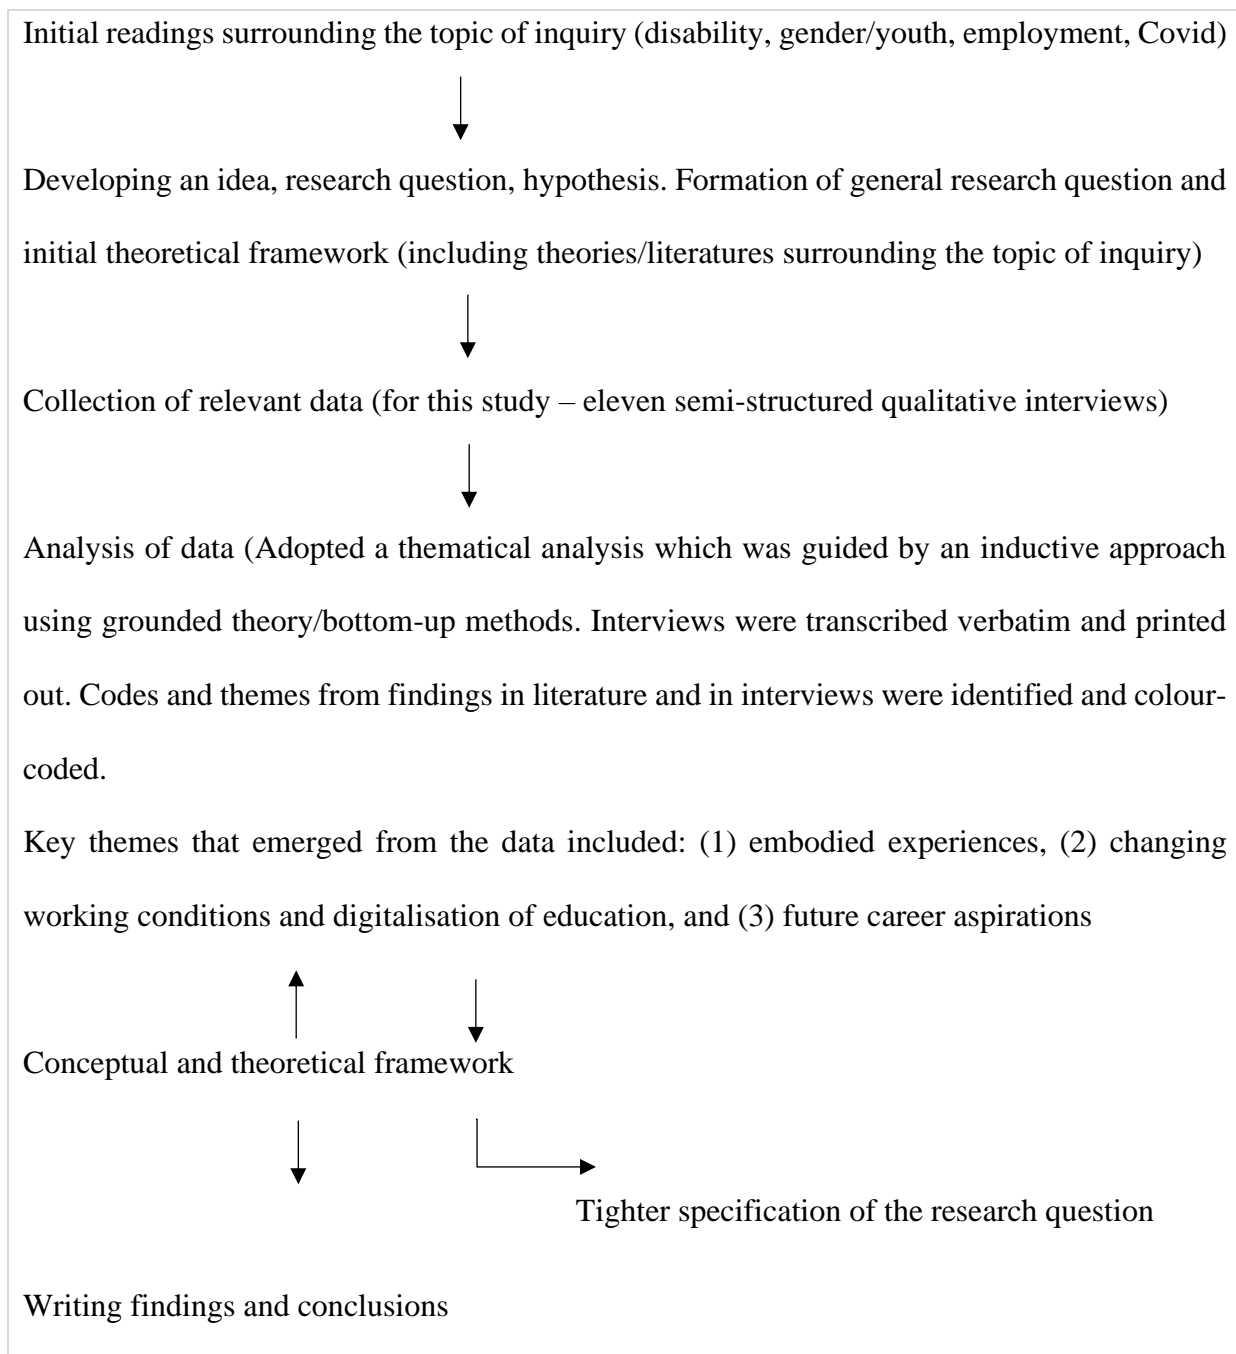 Initial readings surrounding the topic of inquiry (disability, gender/youth, employment, Covid)
Developing an idea, research question, hypothesis. Formation of general research question and
initial theoretical framework (including theories/literatures surrounding the topic of inquiry)
Collection of relevant data (for this study – eleven semi-structured qualitative interviews)
Analysis of data (Adopted a thematical analysis which was guided by an inductive approach
using grounded theory/bottom-up methods. Interviews were transcribed verbatim and printed
out. Codes and themes from findings in literature and in interviews were identified and colour-
coded.
Key themes that emerged from the data included: (1) embodied experiences, (2) changing
working conditions and digitalisation of education, and (3) future career aspirations
Conceptual and theoretical framework
Tighter specification of the research question
Writing findings and conclusions